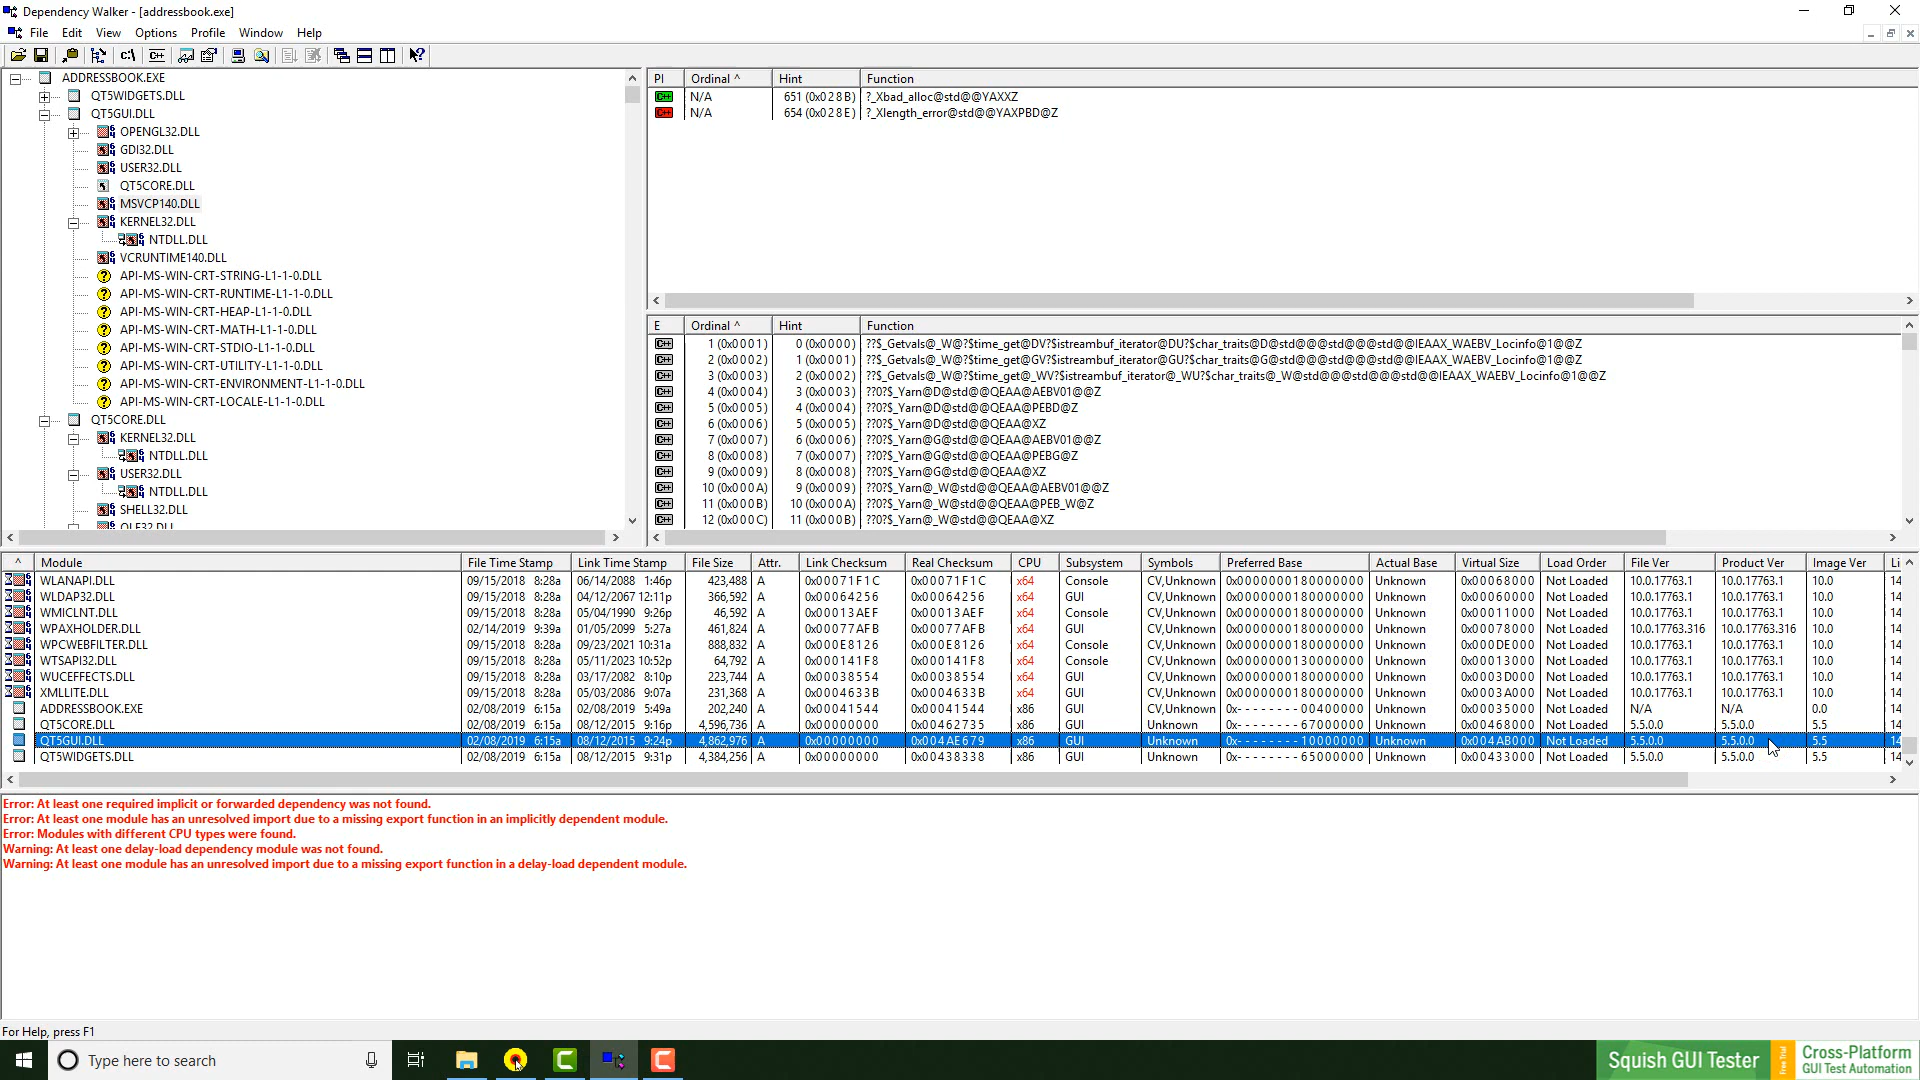 Dependency Walker - [addressbook.exe]
File Edit View Options Profile Window Help
ADDRESSBOOK.EXE
QT5WIDGETS.DLL
QT5GUI.DLL
OPENGL32.DLL
GDI32.DLL
USER32.DLL
QT5CORE.DLL
MSVCP140.DLL
KERNEL32.DLL
NTDLL.DLL
VCRUNTIME140.DLL
API-MS-WIN-CRT-STRING-L1-1-0.DLL
API-MS-WIN-CRT-RUNTIME-L1-1-0.DLL
API-MS-WIN-CRT-HEAP-L1-1-0.DLL
API-MS-WIN-CRT-MATH-L1-1-0.DLL
API-MS-WIN-CRT-STDIO-L1-1-0.DLL
API-MS-WIN-CRT-UTILITY-L1-1-0.DLL
API-MS-WIN-CRT-ENVIRONMENT-L1-1-0.DLL
API-MS-WIN-CRT-LOCALE-L1-1-0.DLL
QT5CORE.DLL
KERNEL32.DLL
NTDLL.DLL
USER32.DLL
NTDLL.DLL
SHELL32.DLL
OLE32.DLL
PI Ordinal ^ Hint Function
C++ N/A 651 (0x028B) ?_Xbad_alloc@std@@YAXXZ
C++ N/A 654 (0x028E) ?_Xlength_error@std@@YAXPBD@Z
E Ordinal ^ Hint Function
C++ 1 (0x0001) 0 (0x0000) ??$_Getvals@_W@?$time_get@DV?$istreambuf_iterator@DU?$char_traits@D@std@@@std@@@std@@IEAAX_WAEBV_Locinfo@1@@Z
C++ 2 (0x0002) 1 (0x0001) ??$_Getvals@_W@?$time_get@GV?$istreambuf_iterator@GU?$char_traits@G@std@@@std@@@std@@IEAAX_WAEBV_Locinfo@1@@Z
C++ 3 (0x0003) 2 (0x0002) ??$_Getvals@_W@?$time_get@_WV?$istreambuf_iterator@_WU?$char_traits@_W@std@@@std@@@std@@IEAAX_WAEBV_Locinfo@1@@Z
C++ 4 (0x0004) 3 (0x0003) ??0?$_Yarn@D@std@@QEAA@AEBV01@@Z
C++ 5 (0x0005) 4 (0x0004) ??0?$_Yarn@D@std@@QEAA@PEBD@Z
C++ 6 (0x0006) 5 (0x0005) ??0?$_Yarn@D@std@@QEAA@XZ
C++ 7 (0x0007) 6 (0x0006) ??0?$_Yarn@G@std@@QEAA@AEBV01@@Z
C++ 8 (0x0008) 7 (0x0007) ??0?$_Yarn@G@std@@QEAA@PEBG@Z
C++ 9 (0x0009) 8 (0x0008) ??0?$_Yarn@G@std@@QEAA@XZ
C++ 10 (0x000A) 9 (0x0009) ??0?$_Yarn@_W@std@@QEAA@AEBV01@@Z
C++ 11 (0x000B) 10 (0x000A) ??0?$_Yarn@_W@std@@QEAA@PEB_W@Z
C++ 12 (0x000C) 11 (0x000B) ??0?$_Yarn@_W@std@@QEAA@XZ
^ Module File Time Stamp Link Time Stamp File Size Attr. Link Checksum Real Checksum CPU Subsystem Symbols Preferred Base Actual Base Virtual Size Load Order File Ver Product Ver Image Ver Li
WLANAPI.DLL 09/15/2018 8:28a 06/14/2088 1:46p 423,488 A 0x00071F1C 0x00071F1C x64 Console CV,Unknown 0x0000000180000000 Unknown 0x00068000 Not Loaded 10.0.17763.1 10.0.17763.1 10.0 14
WLDAP32.DLL 09/15/2018 8:28a 04/12/2067 12:11p 366,592 A 0x00064256 0x00064256 x64 GUI CV,Unknown 0x0000000180000000 Unknown 0x00060000 Not Loaded 10.0.17763.1 10.0.17763.1 10.0 14
WMICLNT.DLL 09/15/2018 8:28a 05/04/1990 9:26p 46,592 A 0x00013AEF 0x00013AEF x64 Console CV,Unknown 0x0000000180000000 Unknown 0x00011000 Not Loaded 10.0.17763.1 10.0.17763.1 10.0 14
WPAXHOLDER.DLL 02/14/2019 9:39a 01/05/2099 5:27a 461,824 A 0x00077AFB 0x00077AFB x64 GUI CV,Unknown 0x0000000180000000 Unknown 0x00078000 Not Loaded 10.0.17763.316 10.0.17763.316 10.0 14
WPCWEBFILTER.DLL 09/15/2018 8:28a 09/23/2021 10:31a 888,832 A 0x000E8126 0x000E8126 x64 Console CV,Unknown 0x0000000180000000 Unknown 0x000DE000 Not Loaded 10.0.17763.1 10.0.17763.1 10.0 14
WTSAPI32.DLL 09/15/2018 8:28a 05/11/2023 10:52p 64,792 A 0x000141F8 0x000141F8 x64 Console CV,Unknown 0x0000000130000000 Unknown 0x00013000 Not Loaded 10.0.17763.1 10.0.17763.1 10.0 14
WUCEFFECTS.DLL 09/15/2018 8:28a 03/17/2082 8:10p 223,744 A 0x00038554 0x00038554 x64 GUI CV,Unknown 0x0000000180000000 Unknown 0x0003D000 Not Loaded 10.0.17763.1 10.0.17763.1 10.0 14
XMLLITE.DLL 09/15/2018 8:28a 05/03/2086 9:07a 231,368 A 0x0004633B 0x0004633B x64 GUI CV,Unknown 0x0000000180000000 Unknown 0x0003A000 Not Loaded 10.0.17763.1 10.0.17763.1 10.0 14
ADDRESSBOOK.EXE 02/08/2019 6:15a 02/08/2019 5:49a 202,240 A 0x00041544 0x00041544 x86 GUI CV,Unknown 0x--------00400000 Unknown 0x00035000 Not Loaded N/A N/A 0.0 14
QT5CORE.DLL 02/08/2019 6:15a 08/12/2015 9:16p 4,596,736 A 0x00000000 0x00462735 x86 GUI Unknown 0x--------67000000 Unknown 0x00468000 Not Loaded 5.5.0.0 5.5.0.0 5.5 14
QT5GUI.DLL 02/08/2019 6:15a 08/12/2015 9:24p 4,862,976 A 0x00000000 0x004AE679 x86 GUI Unknown 0x--------10000000 Unknown 0x004AB000 Not Loaded 5.5.0.0 5.5.0.0 5.5 14
QT5WIDGETS.DLL 02/08/2019 6:15a 08/12/2015 9:31p 4,384,256 A 0x00000000 0x00438338 x86 GUI Unknown 0x--------65000000 Unknown 0x00433000 Not Loaded 5.5.0.0 5.5.0.0 5.5 14
Error: At least one required implicit or forwarded dependency was not found.
Error: At least one module has an unresolved import due to a missing export function in an implicitly dependent module.
Error: Modules with different CPU types were found.
Warning: At least one delay-load dependency module was not found.
Warning: At least one module has an unresolved import due to a missing export function in a delay-load dependent module.
For Help, press F1
Type here to search
Squish GUI Tester
Free Trial
Cross-Platform
GUI Test Automation